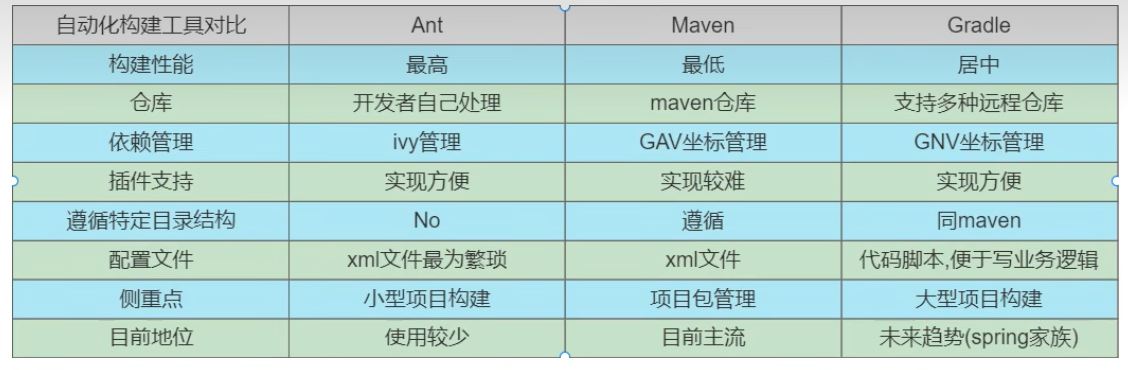 自动化构建工具对比 Ant Maven Gradle
构建性能 最高 最低 居中
仓库 开发者自己处理 maven仓库 支持多种远程仓库
依赖管理 ivy管理 GAV坐标管理 GNV坐标管理
插件支持 实现方便 实现较难 实现方便
遵循特定目录结构 No 遵循 同maven
配置文件 xml文件最为繁琐 xml文件 代码脚本,便于写业务逻辑
侧重点 小型项目构建 项目包管理 大型项目构建
目前地位 使用较少 目前主流 未来趋势(spring家族)